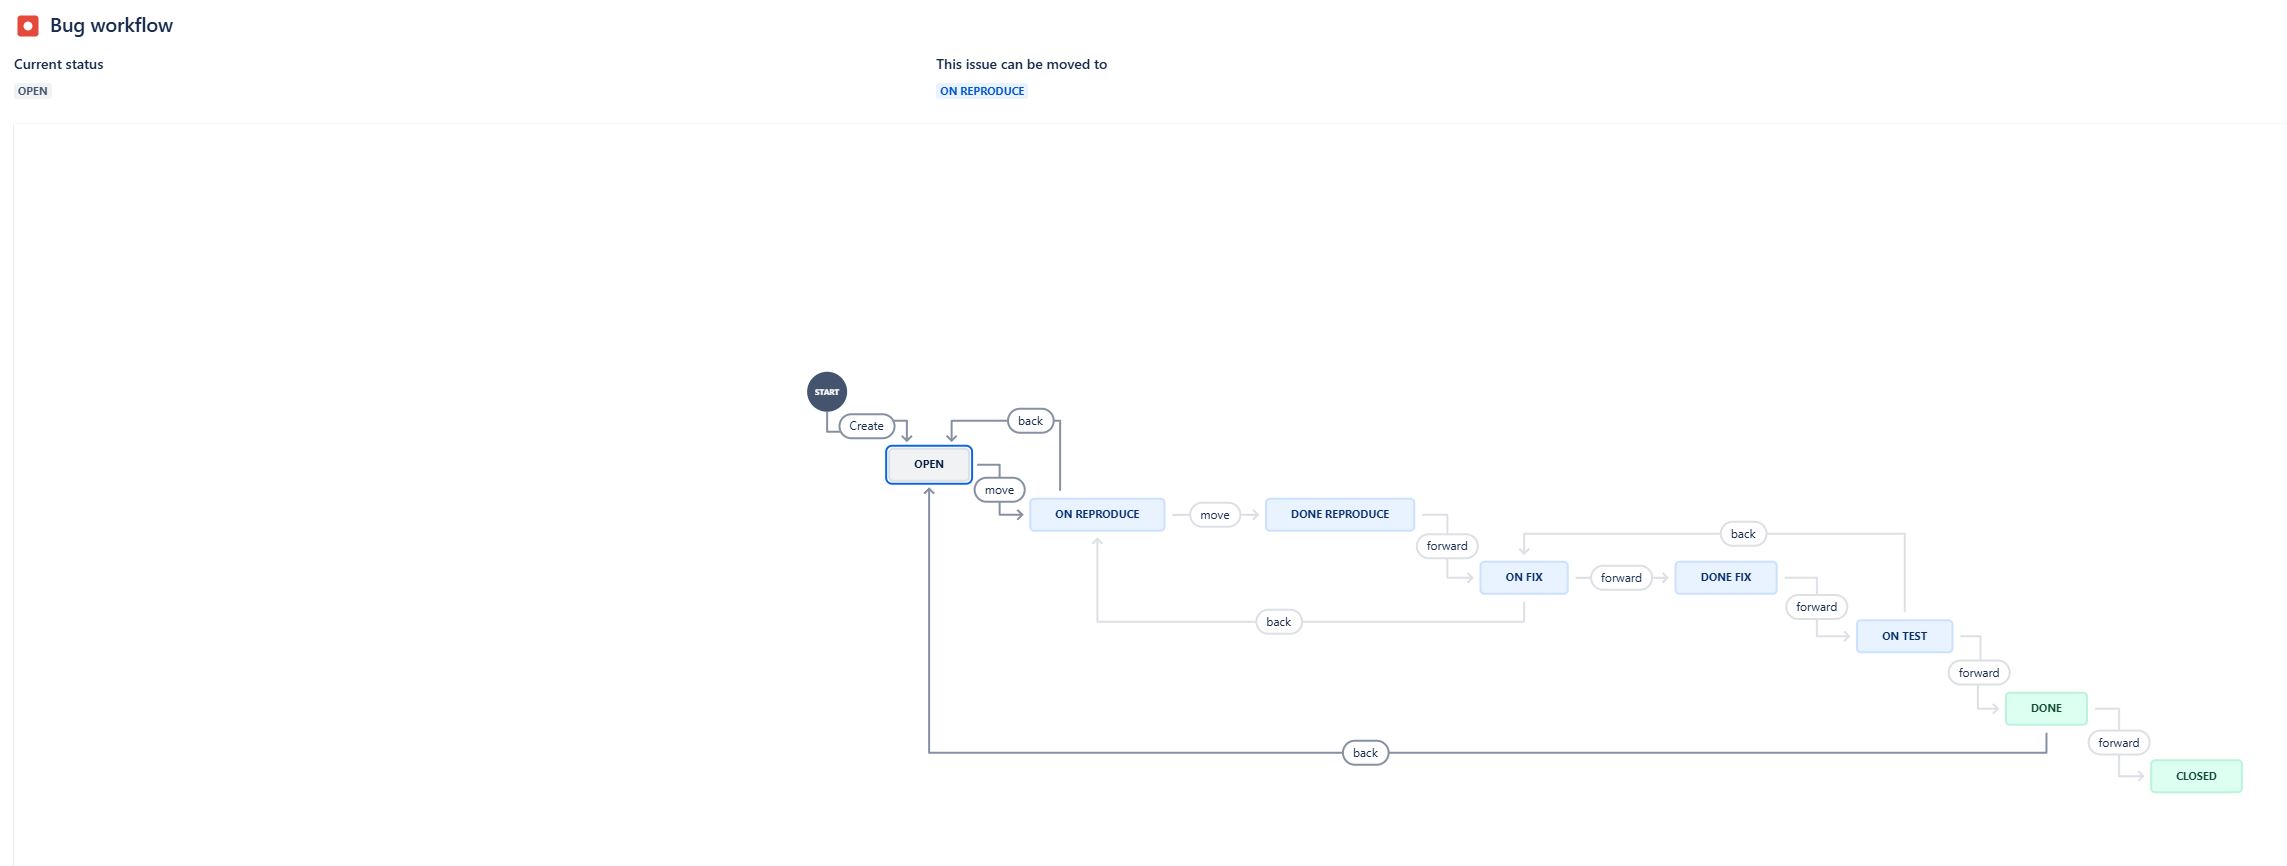 Bug workflow
Current status
This issue can be moved to
OPEN
ON REPRODUCE
START
Create
back
OPEN
move
ON REPRODUCE
move
DONE REPRODUCE
back
forward
ON FIX
forward
DONE FIX
forward
back
ON TEST
forward
DONE
forward
back
CLOSED